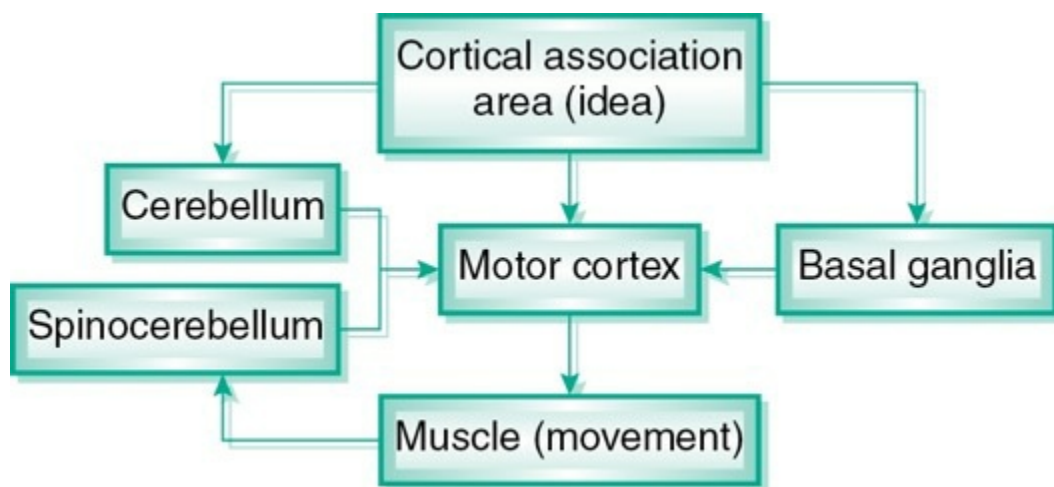 Cortical association
area (idea)
Cerebellum
Motor cortex
Basal ganglia
Spinocerebellum
Muscle (movement)